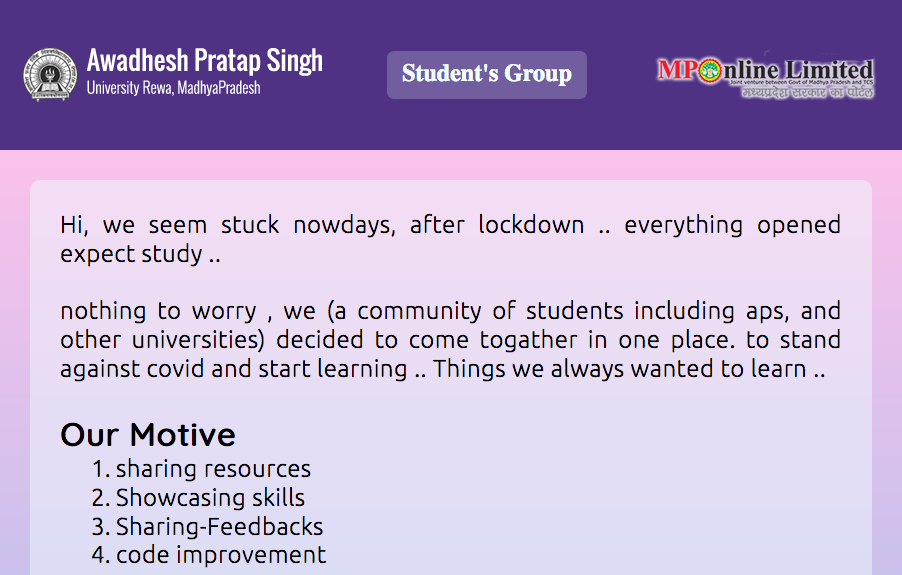 Awadhesh Pratap Singh
University Rewa, MadhyaPradesh
Student's Group
MPOnline Limited
Joint venture between Govt of Madhya Pradesh and TCS
मध्यप्रदेश सरकार का पोर्टल
Hi, we seem stuck nowdays, after lockdown .. everything opened
expect study ..
nothing to worry , we (a community of students including aps, and
other universities) decided to come togather in one place. to stand
against covid and start learning .. Things we always wanted to learn ..
Our Motive
1. sharing resources
2. Showcasing skills
3. Sharing-Feedbacks
4. code improvement